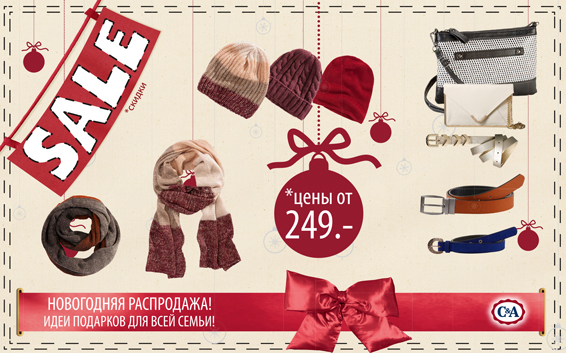 SALE
*скидки
*цены от
249.-
НОВОГОДНЯЯ РАСПРОДАЖА!
ИДЕИ ПОДАРКОВ ДЛЯ ВСЕЙ СЕМЬИ!
C&A